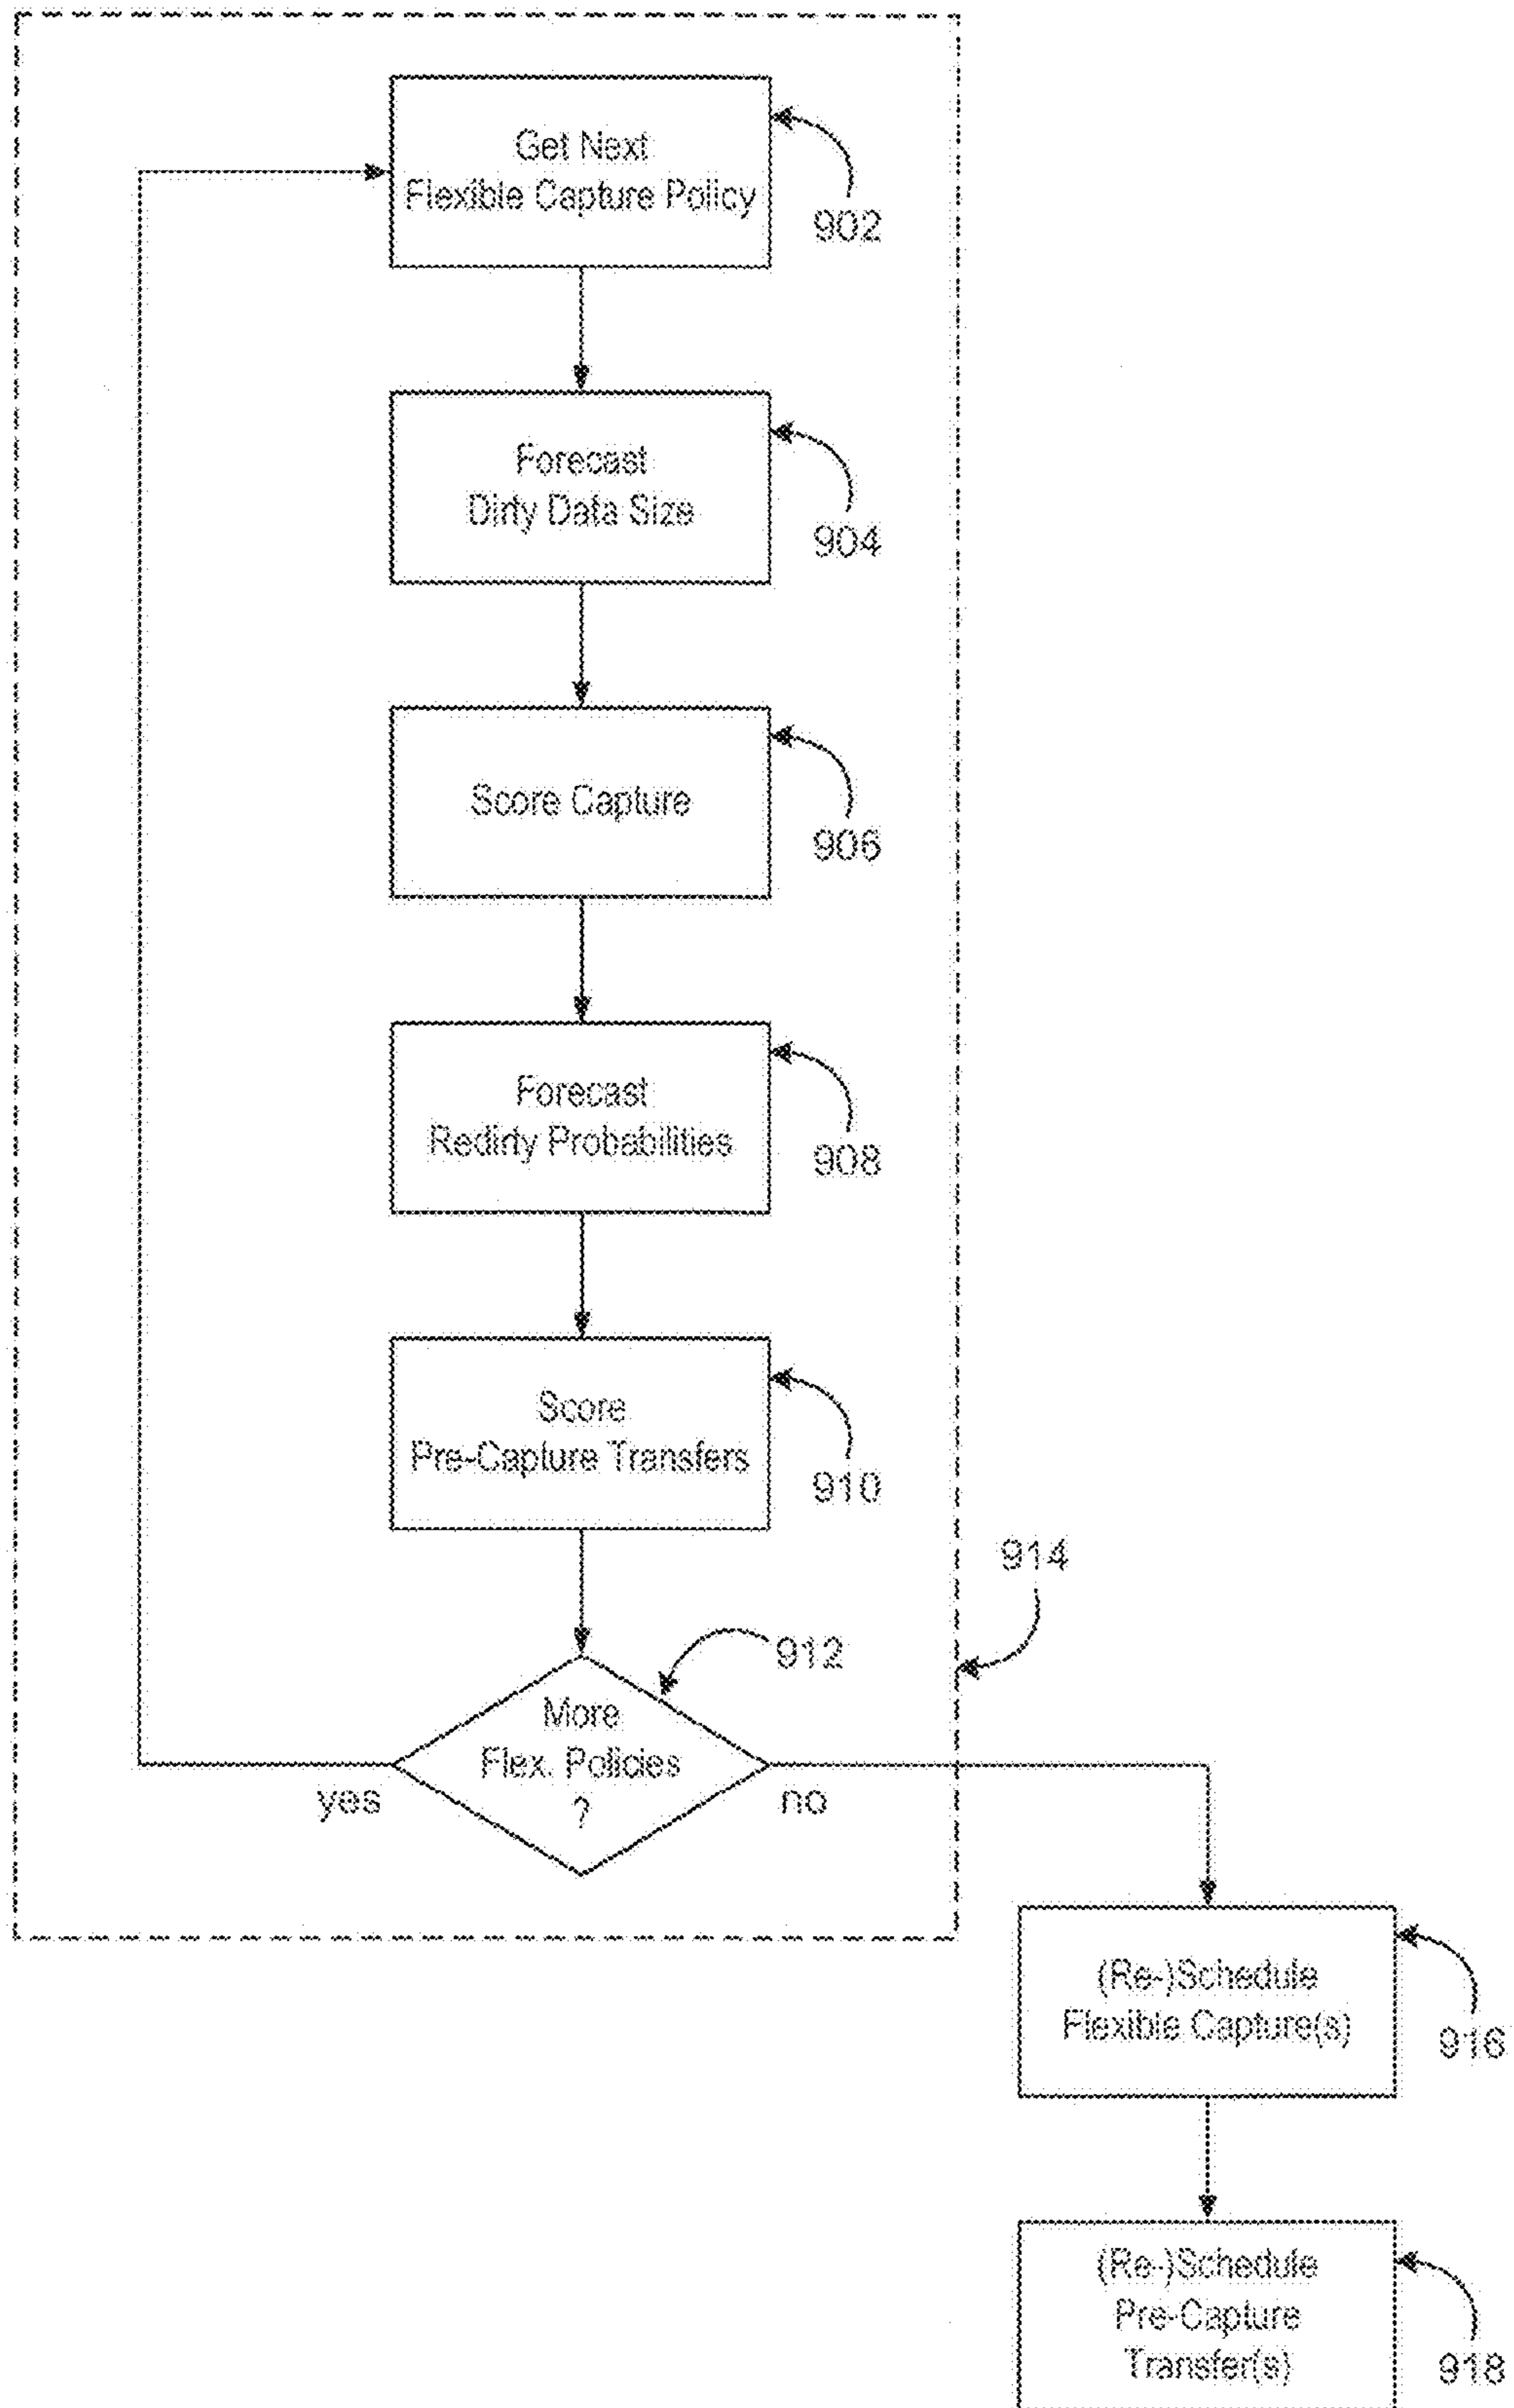 Get Next
Flexible Capture Policy
902
Forecast
Dirty Data Size
904
Score Capture
906
Forecast
Redirty Probabilities
908
Score
Pre-Capture Transfers
910
914
912
More
Flex. Policies
?
yes
no
(Re-)Schedule
Flexible Capture(s)
916
(Re-)Schedule
Pre-Capture
Transfer(s)
918